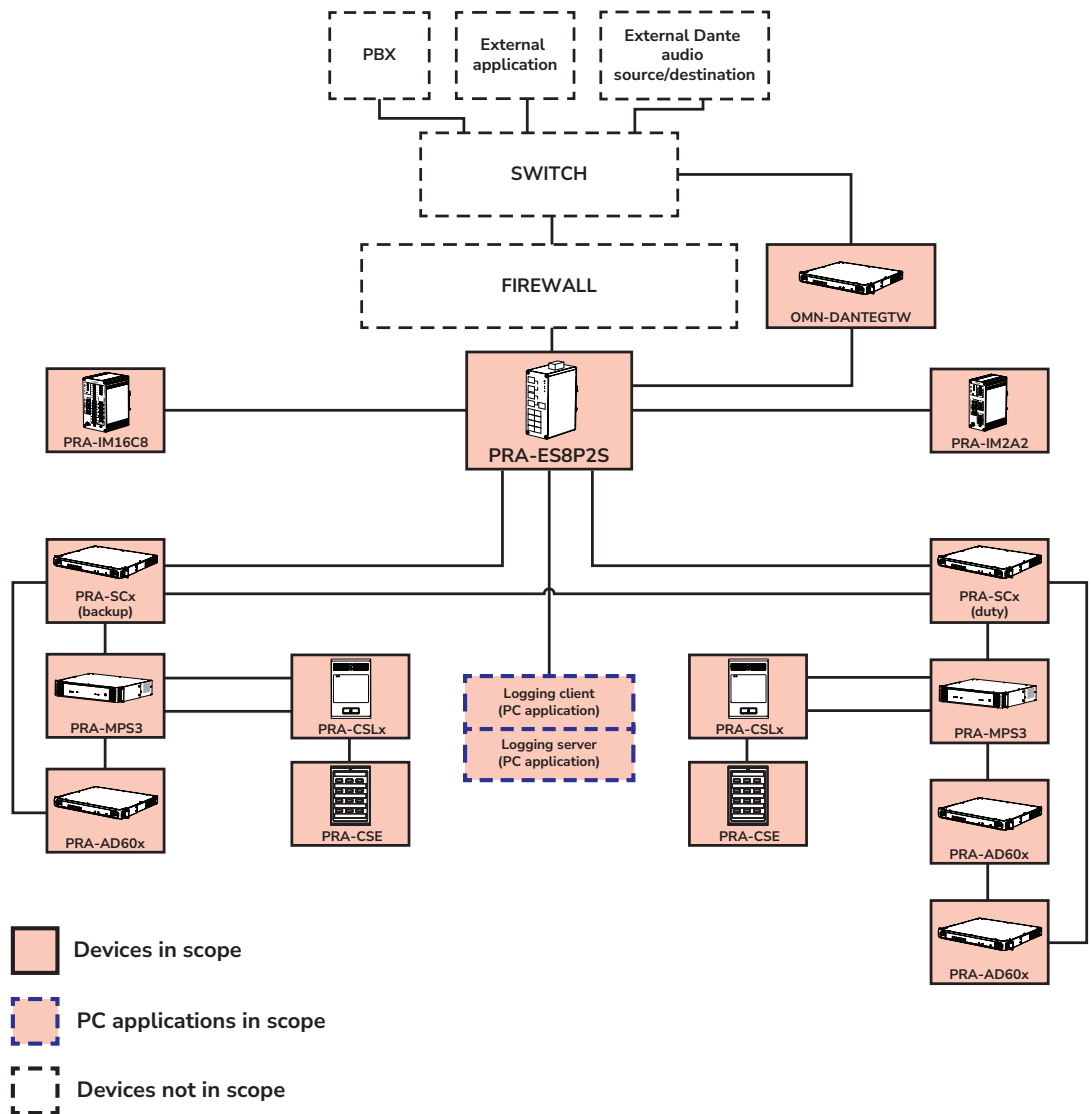 PBX
External
application
External Dante
audio
source/destination
SWITCH
FIREWALL
OMN-DANTEGTW
PRA-IM16C8
PRA-ES8P2S
PRA-IM2A2
PRA-SCx
(backup)
PRA-SCx
(duty)
PRA-MPS3
PRA-CSLx
Logging client
(PC application)
Logging server
(PC application)
PRA-CSLx
PRA-MPS3
PRA-AD60x
PRA-CSE
PRA-CSE
PRA-AD60x
PRA-AD60x
Devices in scope
PC applications in scope
Devices not in scope